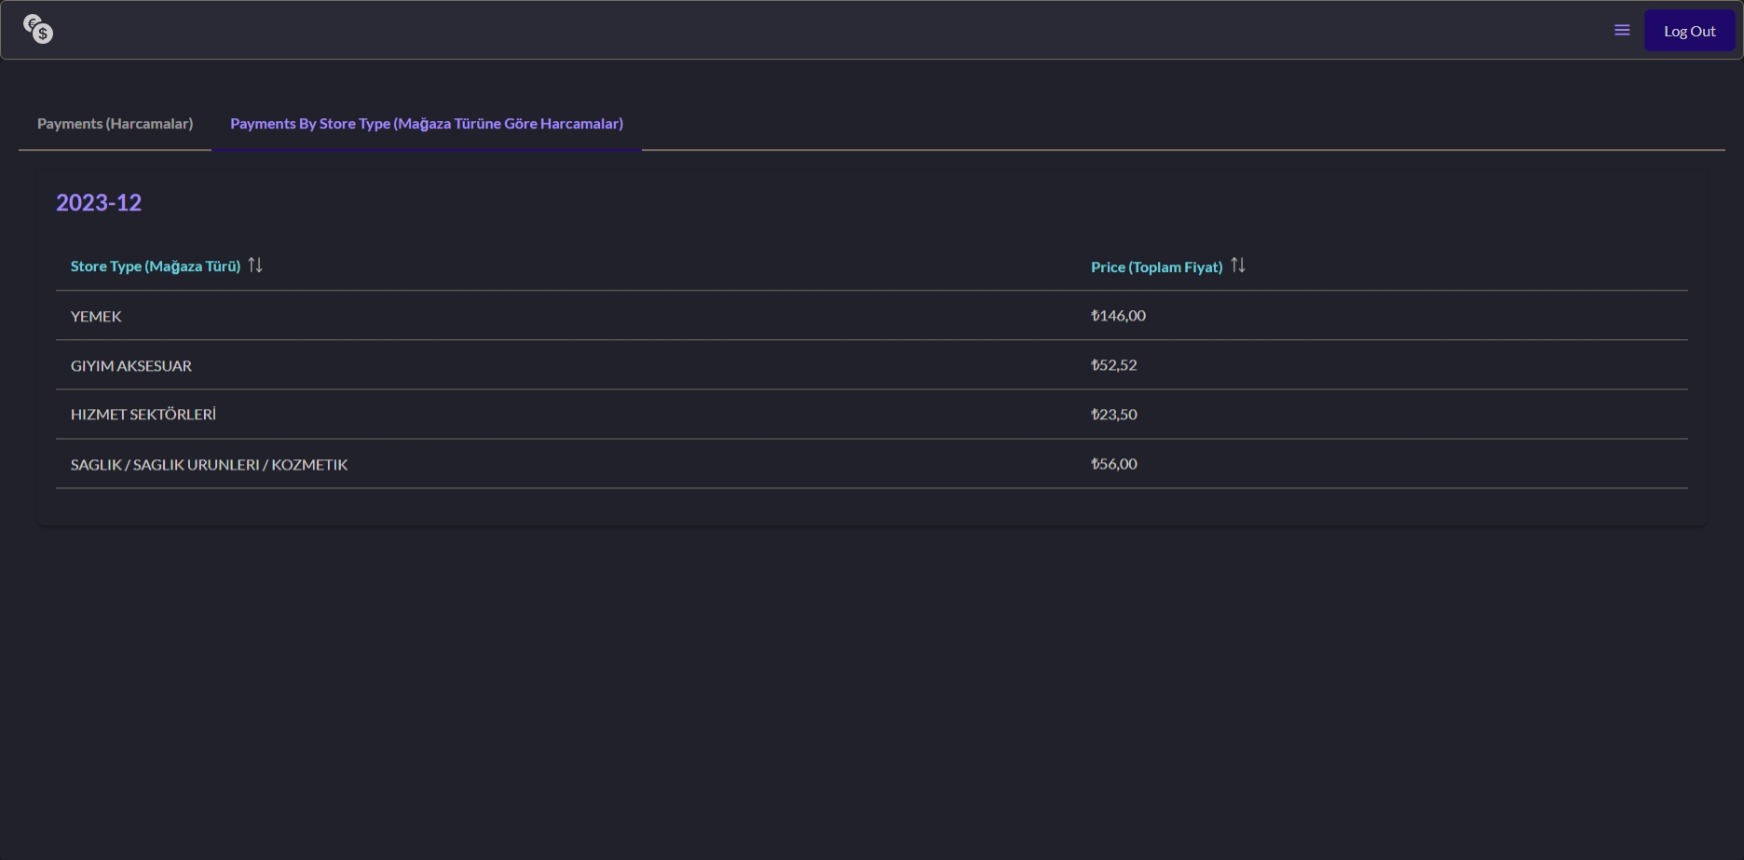 € $
Log Out
Payments (Harcamalar) Payments By Store Type (Mağaza Türüne Göre Harcamalar)
2023-12
Store Type (Mağaza Türü) Price (Toplam Fiyat)
YEMEK ₺146,00
GIYIM AKSESUAR ₺52,52
HIZMET SEKTÖRLERİ ₺23,50
SAGLIK / SAGLIK URUNLERI / KOZMETIK ₺56,00